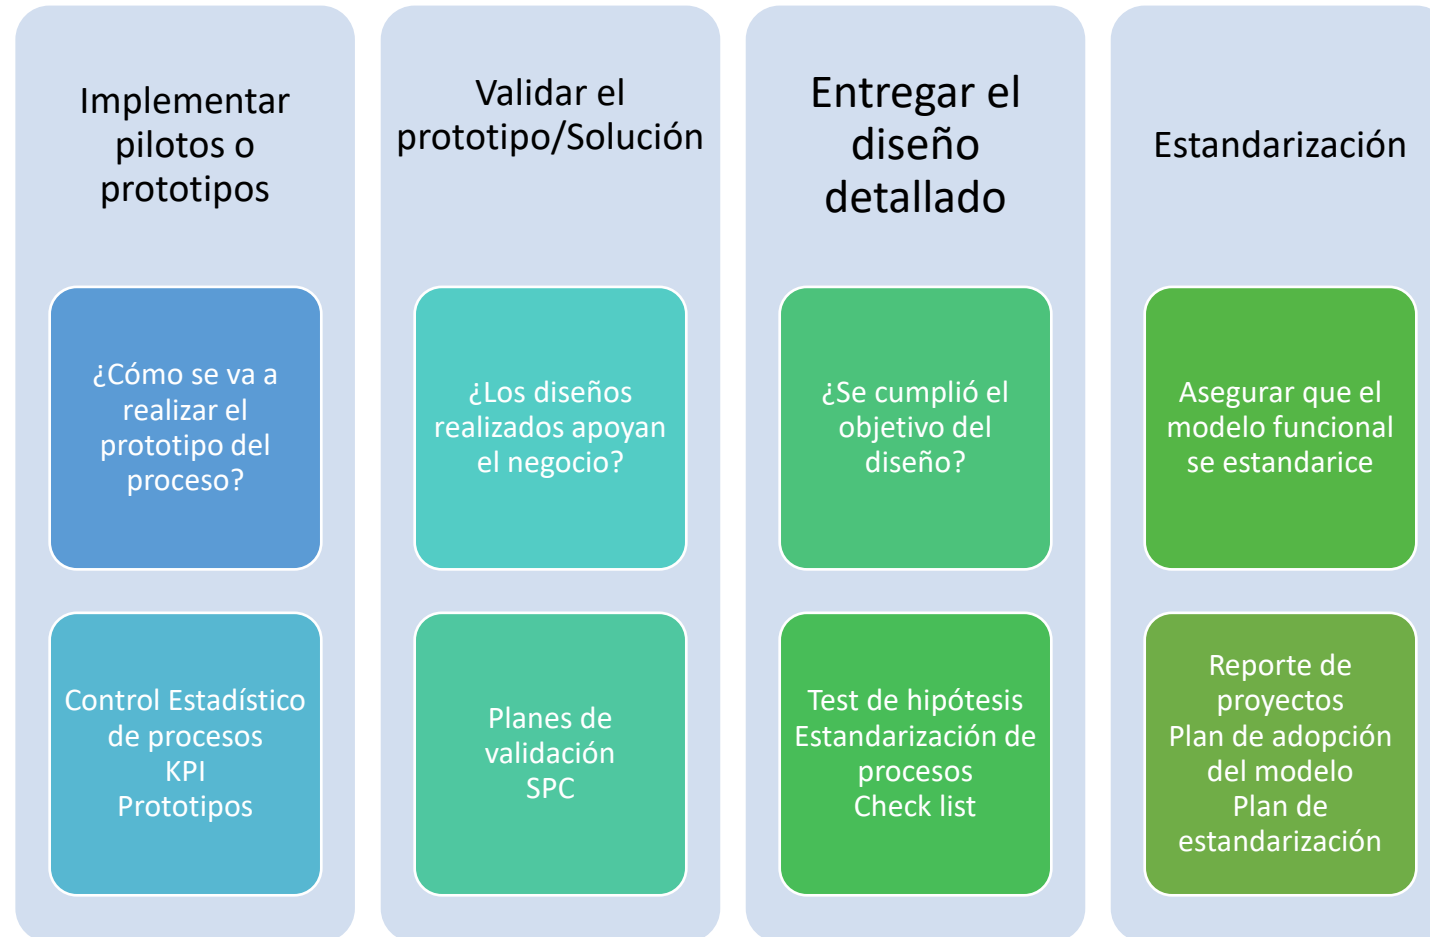 Implementar
pilotos o
prototipos
¿Cómo se va a
realizar el
prototipo del
proceso?
Control Estadístico
de procesos
KPI
Prototipos
Validar el
prototipo/Solución
¿Los diseños
realizados apoyan
el negocio?
Planes de
validación
SPC
Entregar el
diseño
detallado
¿Se cumplió el
objetivo del
diseño?
Test de hipótesis
Estandarización de
procesos
Check list
Estandarización
Asegurar que el
modelo funcional
se estandarice
Reporte de
proyectos
Plan de adopción
del modelo
Plan de
estandarización